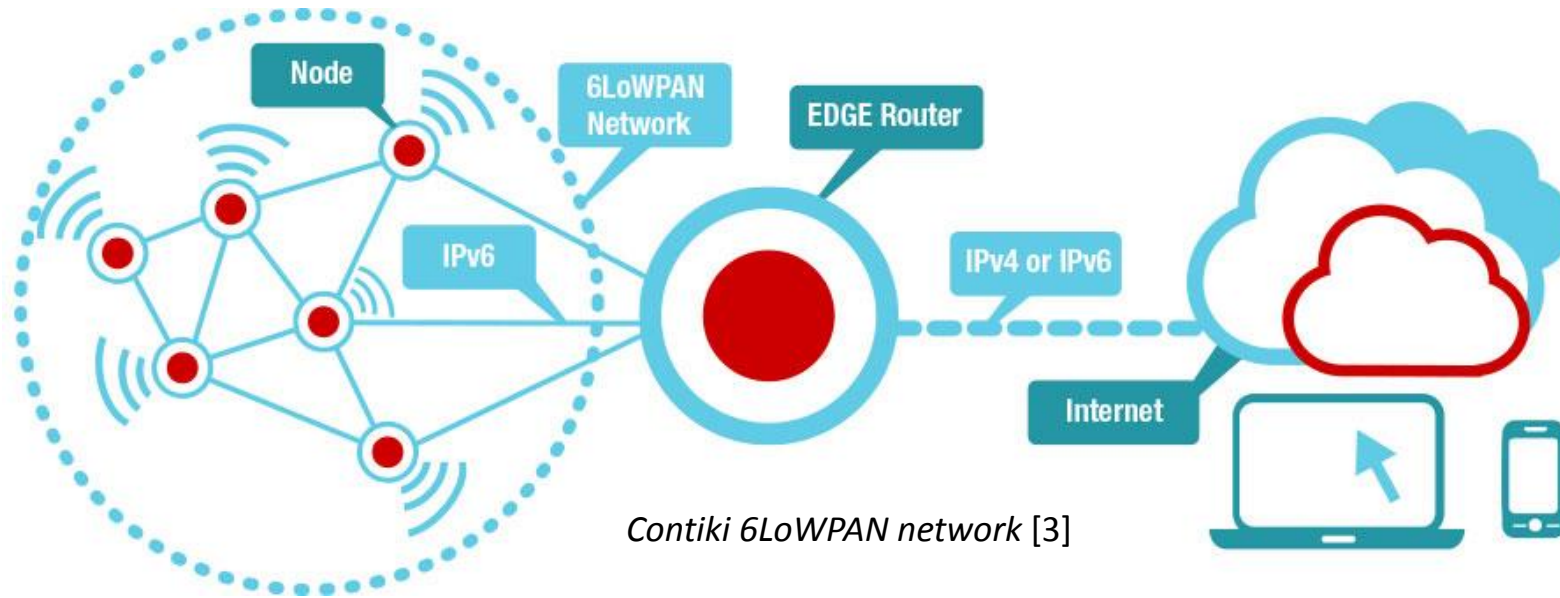 Node
6LoWPAN
Network
EDGE Router
IPv6
IPv4 or IPv6
Internet
Contiki 6LoWPAN network [3]